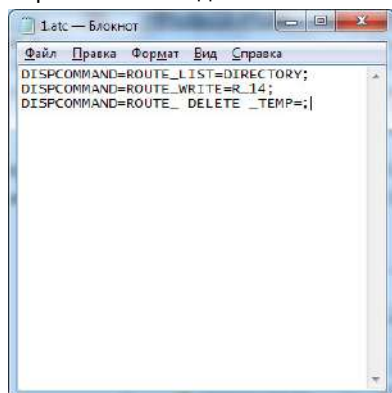 1.atc — Блокнот
Файл Правка Формат Вид Справка
DISPCOMMAND=ROUTE_LIST=DIRECTORY;
DISPCOMMAND=ROUTE_WRITE=R_14;
DISPCOMMAND=ROUTE_ DELETE _TEMP=;